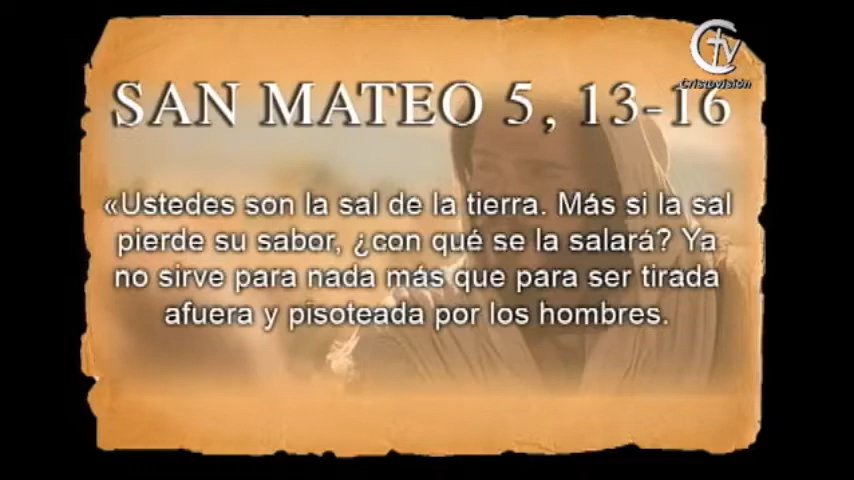 CTV
Cristovisión
SAN MATEO 5, 13-16
«Ustedes son la sal de la tierra. Más si la sal
pierde su sabor, ¿con qué se la salará? Ya
no sirve para nada más que para ser tirada
afuera y pisoteada por los hombres.